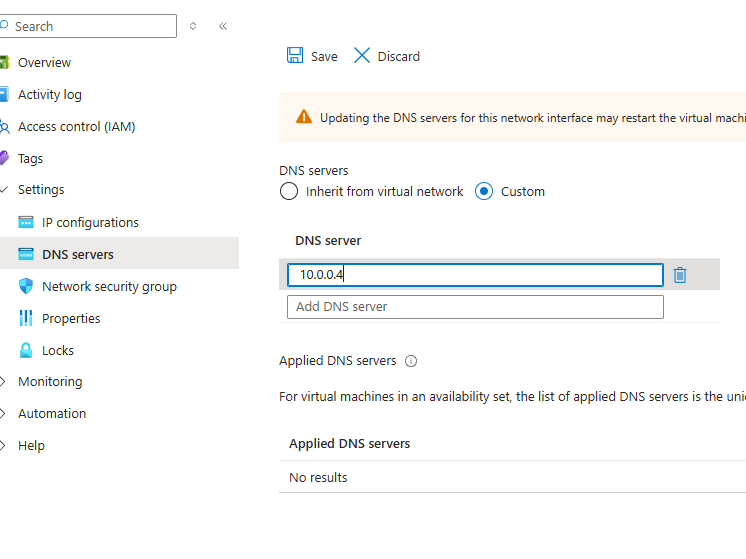 Search
Overview
Activity log
Access control (IAM)
Tags
Settings
IP configurations
DNS servers
Network security group
Properties
Locks
Monitoring
Automation
Help
Save
Discard
Updating the DNS servers for this network interface may restart the virtual
DNS servers
Inherit from virtual network
Custom
DNS server
10.0.0.4
Add DNS server
Applied DNS servers
For virtual machines in an availability set, the list of applied DNS servers is the
Applied DNS servers
No results